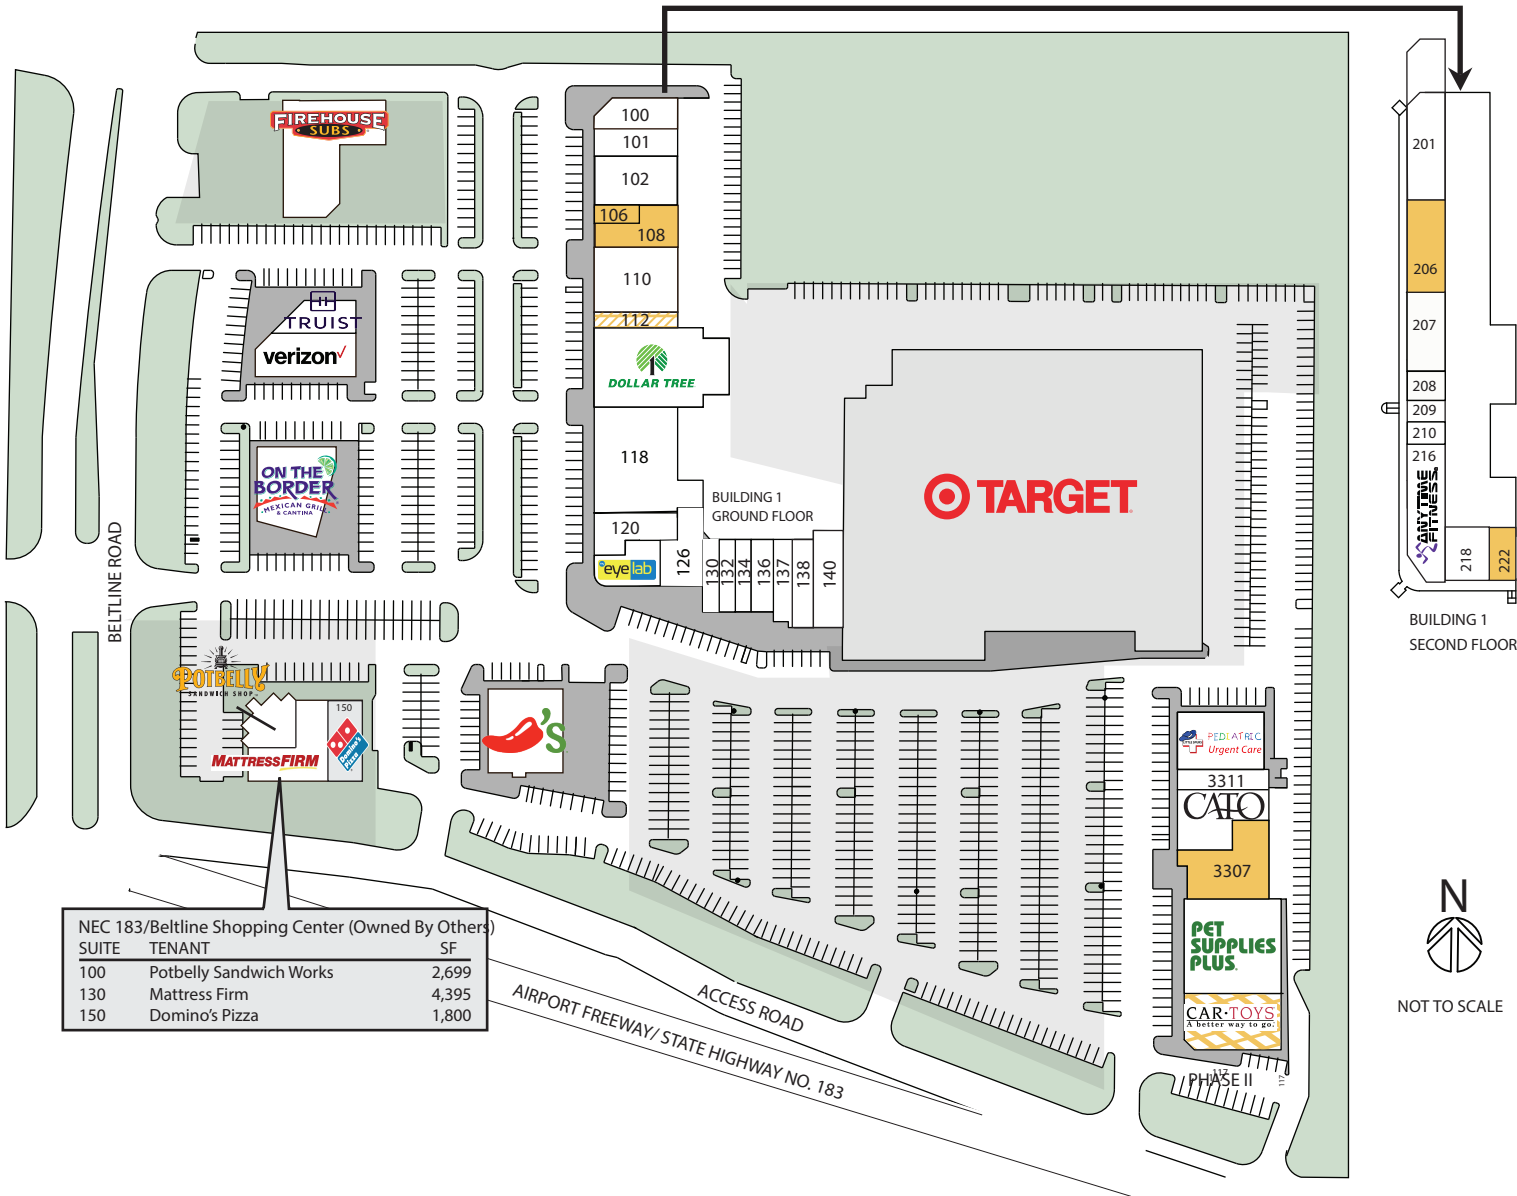 FIREHOUSE
SUBS
100
101
102
106
108
110
112
DOLLAR TREE
118
120
eyelab
126
130
132
134
136
137
138
140
BUILDING 1
GROUND FLOOR
TARGET
TRUIST
verizon
ON THE
BORDER
MEXICAN GRILL
& CANTINA
BELTLINE ROAD
POTBELLY
SANDWICH SHOP
MATTRESSFIRM
150
Domino's
Pizza
'S
201
206
207
208
209
210
216
ANYTIME
FITNESS
218
222
BUILDING 1
SECOND FLOOR
PEDIATRIC
Urgent Care
3311
CATO
3307
PET
SUPPLIES
PLUS
CAR·TOYS
A better way to go.
117
PHASE II
117
N
NOT TO SCALE
NEC 183/Beltline Shopping Center (Owned By Others)
SUITE TENANT SF
100 Potbelly Sandwich Works 2,699
130 Mattress Firm 4,395
150 Domino's Pizza 1,800
ACCESS ROAD
AIRPORT FREEWAY/ STATE HIGHWAY NO. 183